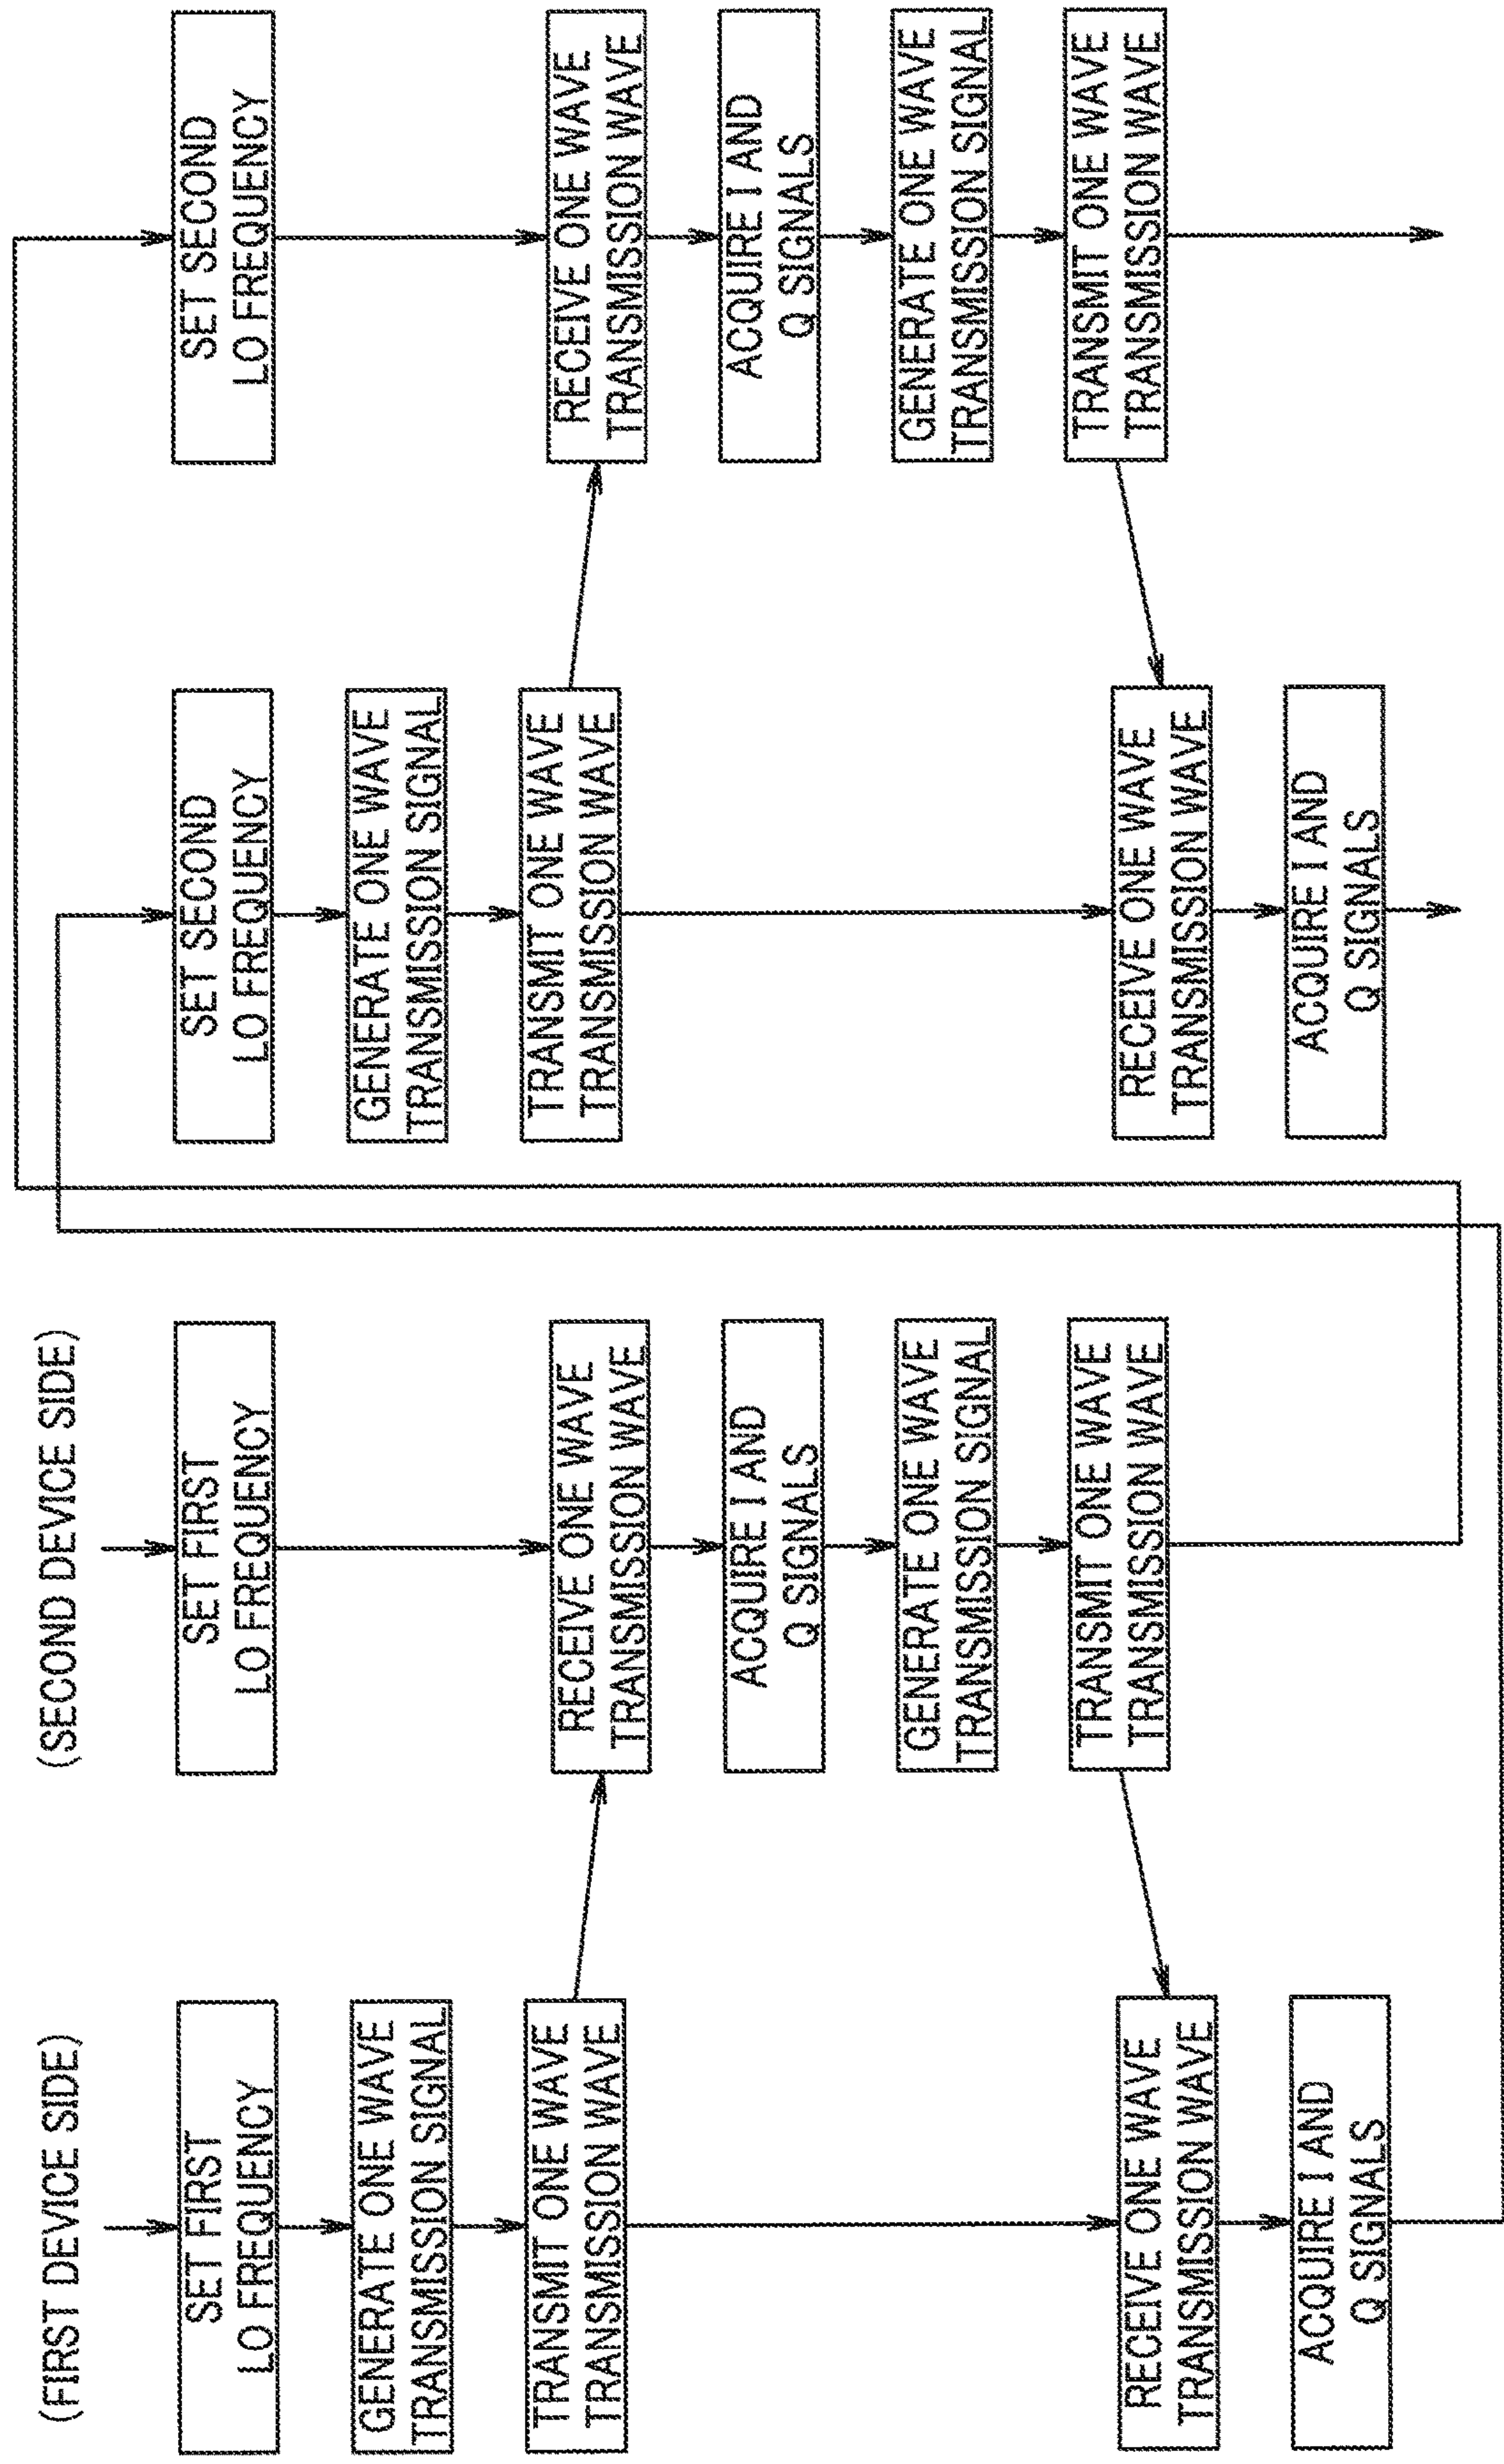 (FIRST DEVICE SIDE)
SET FIRST
LO FREQUENCY
GENERATE ONE WAVE
TRANSMISSION SIGNAL
TRANSMIT ONE WAVE
TRANSMISSION WAVE
RECEIVE ONE WAVE
TRANSMISSION WAVE
ACQUIRE I AND
Q SIGNALS
(SECOND DEVICE SIDE)
SET FIRST
LO FREQUENCY
RECEIVE ONE WAVE
TRANSMISSION WAVE
ACQUIRE I AND
Q SIGNALS
GENERATE ONE WAVE
TRANSMISSION SIGNAL
TRANSMIT ONE WAVE
TRANSMISSION WAVE
SET SECOND
LO FREQUENCY
GENERATE ONE WAVE
TRANSMISSION SIGNAL
TRANSMIT ONE WAVE
TRANSMISSION WAVE
RECEIVE ONE WAVE
TRANSMISSION WAVE
ACQUIRE I AND
Q SIGNALS
SET SECOND
LO FREQUENCY
RECEIVE ONE WAVE
TRANSMISSION WAVE
ACQUIRE I AND
Q SIGNALS
GENERATE ONE WAVE
TRANSMISSION SIGNAL
TRANSMIT ONE WAVE
TRANSMISSION WAVE